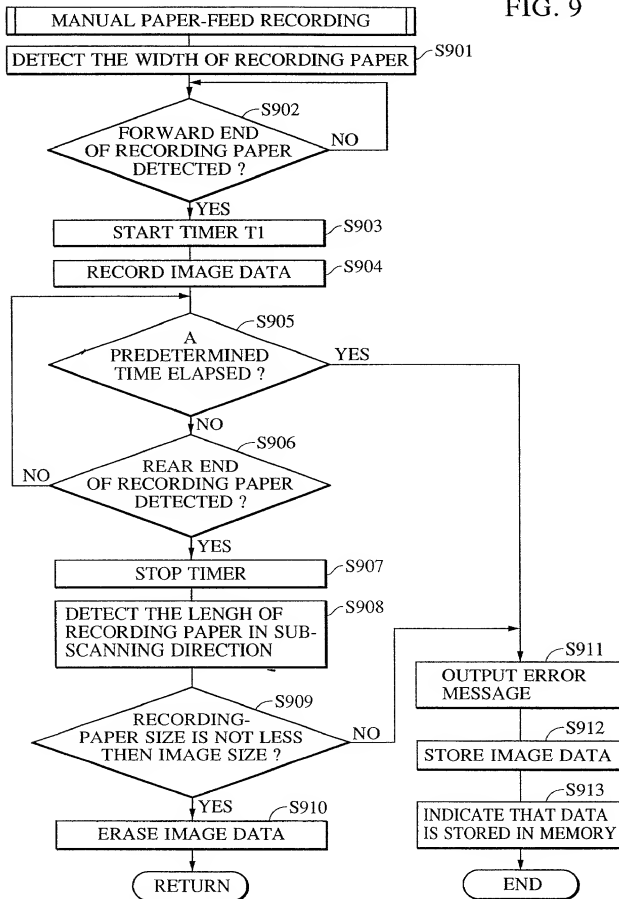 FIG. 9
MANUAL PAPER-FEED RECORDING
DETECT THE WIDTH OF RECORDING PAPER
S901
S902
FORWARD END
OF RECORDING PAPER
DETECTED ?
NO
YES
START TIMER T1
S903
RECORD IMAGE DATA
S904
S905
A
PREDETERMINED
TIME ELAPSED ?
YES
NO
S906
REAR END
OF RECORDING PAPER
DETECTED ?
NO
YES
STOP TIMER
S907
DETECT THE LENGH OF
RECORDING PAPER IN SUB-
SCANNING DIRECTION
S908
S909
RECORDING-
PAPER SIZE IS NOT LESS
THEN IMAGE SIZE ?
NO
YES
S910
ERASE IMAGE DATA
RETURN
S911
OUTPUT ERROR
MESSAGE
S912
STORE IMAGE DATA
S913
INDICATE THAT DATA
IS STORED IN MEMORY
END